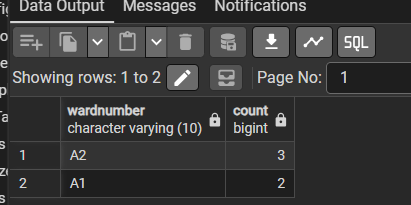 Data Output Messages Notifications
SQL
Showing rows: 1 to 2 Page No: 1
wardnumber count
character varying (10) bigint
1 A2 3
2 A1 2